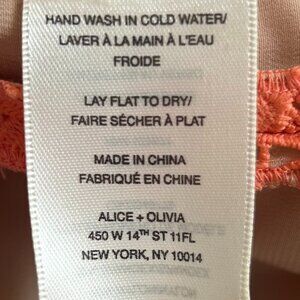 HAND WASH IN COLD WATER/
LAVER À LA MAIN À L'EAU
FROIDE
LAY FLAT TO DRY/
FAIRE SÉCHER À PLAT
MADE IN CHINA
FABRIQUÉ EN CHINE
ALICE + OLIVIA
450 W 14TH ST 11FL
NEW YORK, NY 10014